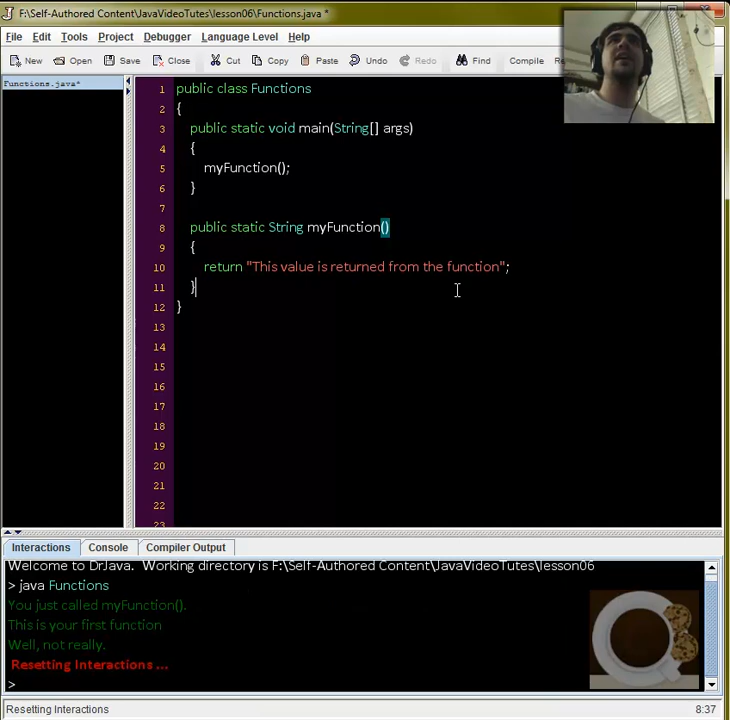 F:\Self-Authored Content\JavaVideoTutes\lesson06\Functions.java *
File Edit Tools Project Debugger Language Level Help
New Open Save Close Cut Copy Paste Undo Redo Find Compile
Functions.java*
1 public class Functions
2 {
3 public static void main(String[] args)
4 {
5 myFunction();
6 }
7
8 public static String myFunction()
9 {
10 return "This value is returned from the function";
11 }
12 }
13
14
15
16
17
18
19
20
21
22
23
Interactions Console Compiler Output
Welcome to DrJava. Working directory is F:\Self-Authored Content\JavaVideoTutes\lesson06
> java Functions
You just called myFunction().
This is your first function
Well, not really.
Resetting Interactions ...
>
Resetting Interactions 8:37